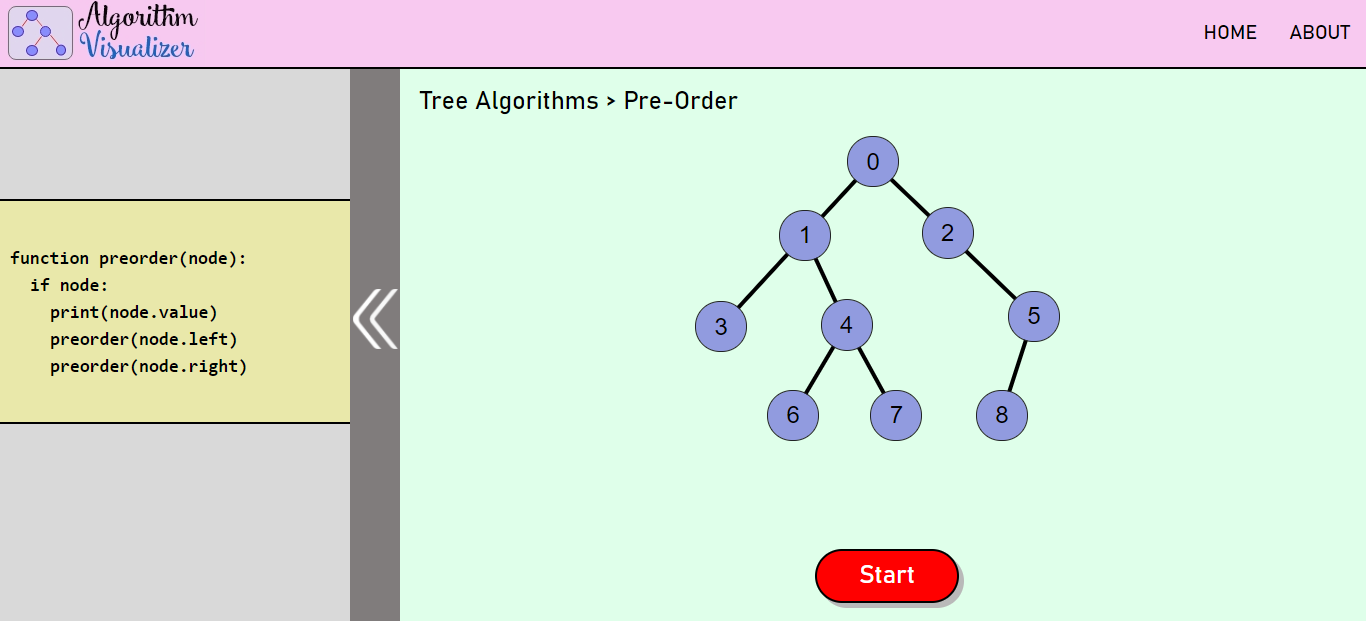 Algorithm
Visualizer
HOME ABOUT
Tree Algorithms > Pre-Order
function preorder(node):
  if node:
    print(node.value)
    preorder(node.left)
    preorder(node.right)
0
1 2
3 4 5
6 7 8
Start